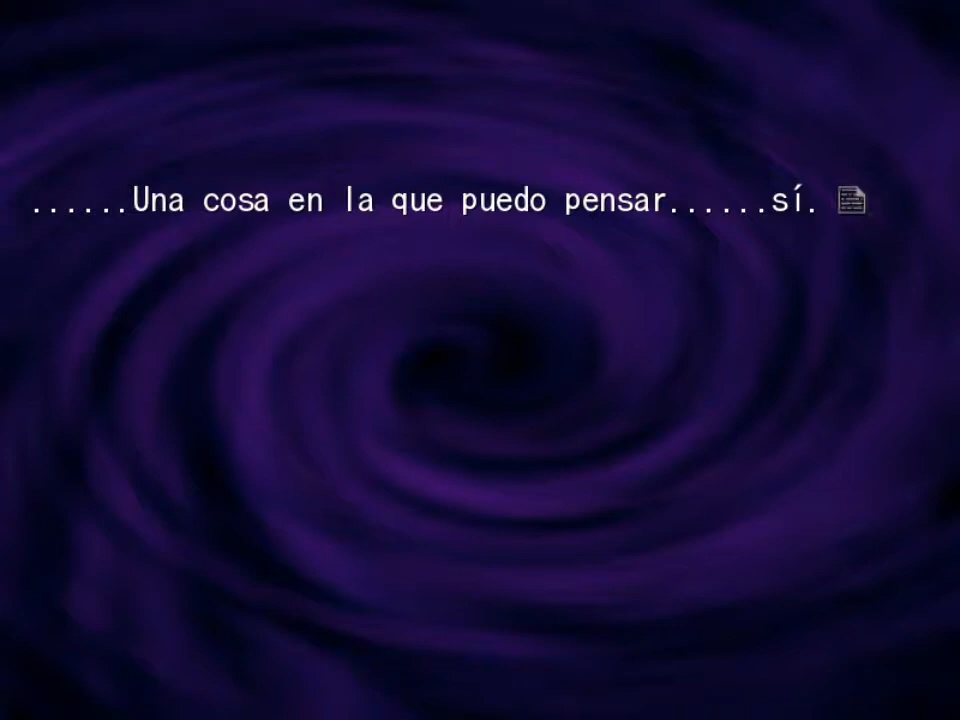 ......Una cosa en la que puedo pensar......sí.